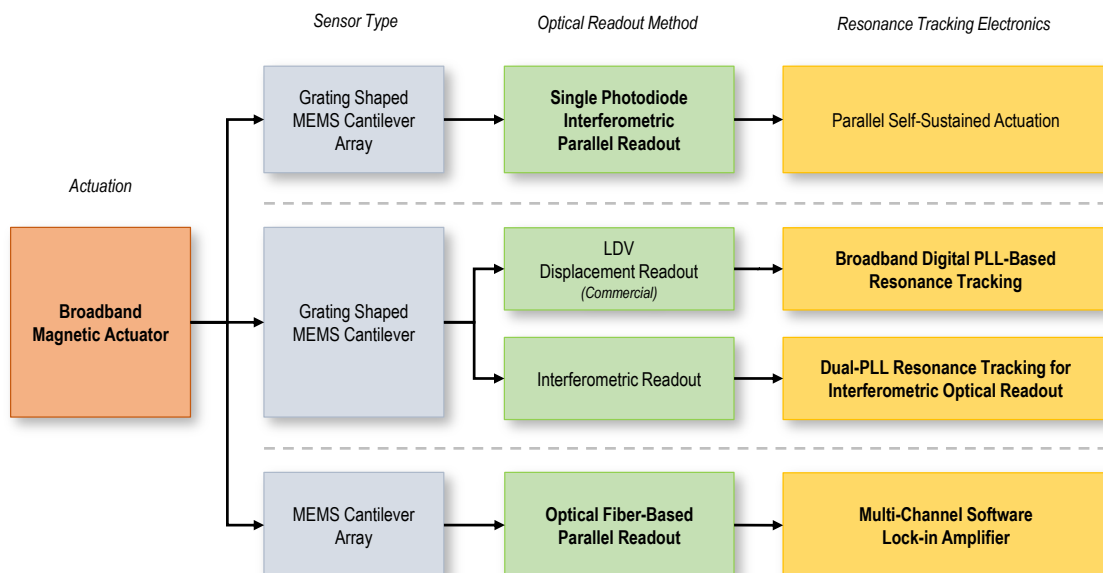 Sensor Type
Optical Readout Method
Resonance Tracking Electronics
Grating Shaped
MEMS Cantilever
Array
Single Photodiode
Interferometric
Parallel Readout
Parallel Self-Sustained Actuation
Actuation
Broadband
Magnetic Actuator
Grating Shaped
MEMS Cantilever
LDV
Displacement Readout
(Commercial)
Broadband Digital PLL-Based
Resonance Tracking
Interferometric Readout
Dual-PLL Resonance Tracking for
Interferometric Optical Readout
MEMS Cantilever
Array
Optical Fiber-Based
Parallel Readout
Multi-Channel Software
Lock-in Amplifier